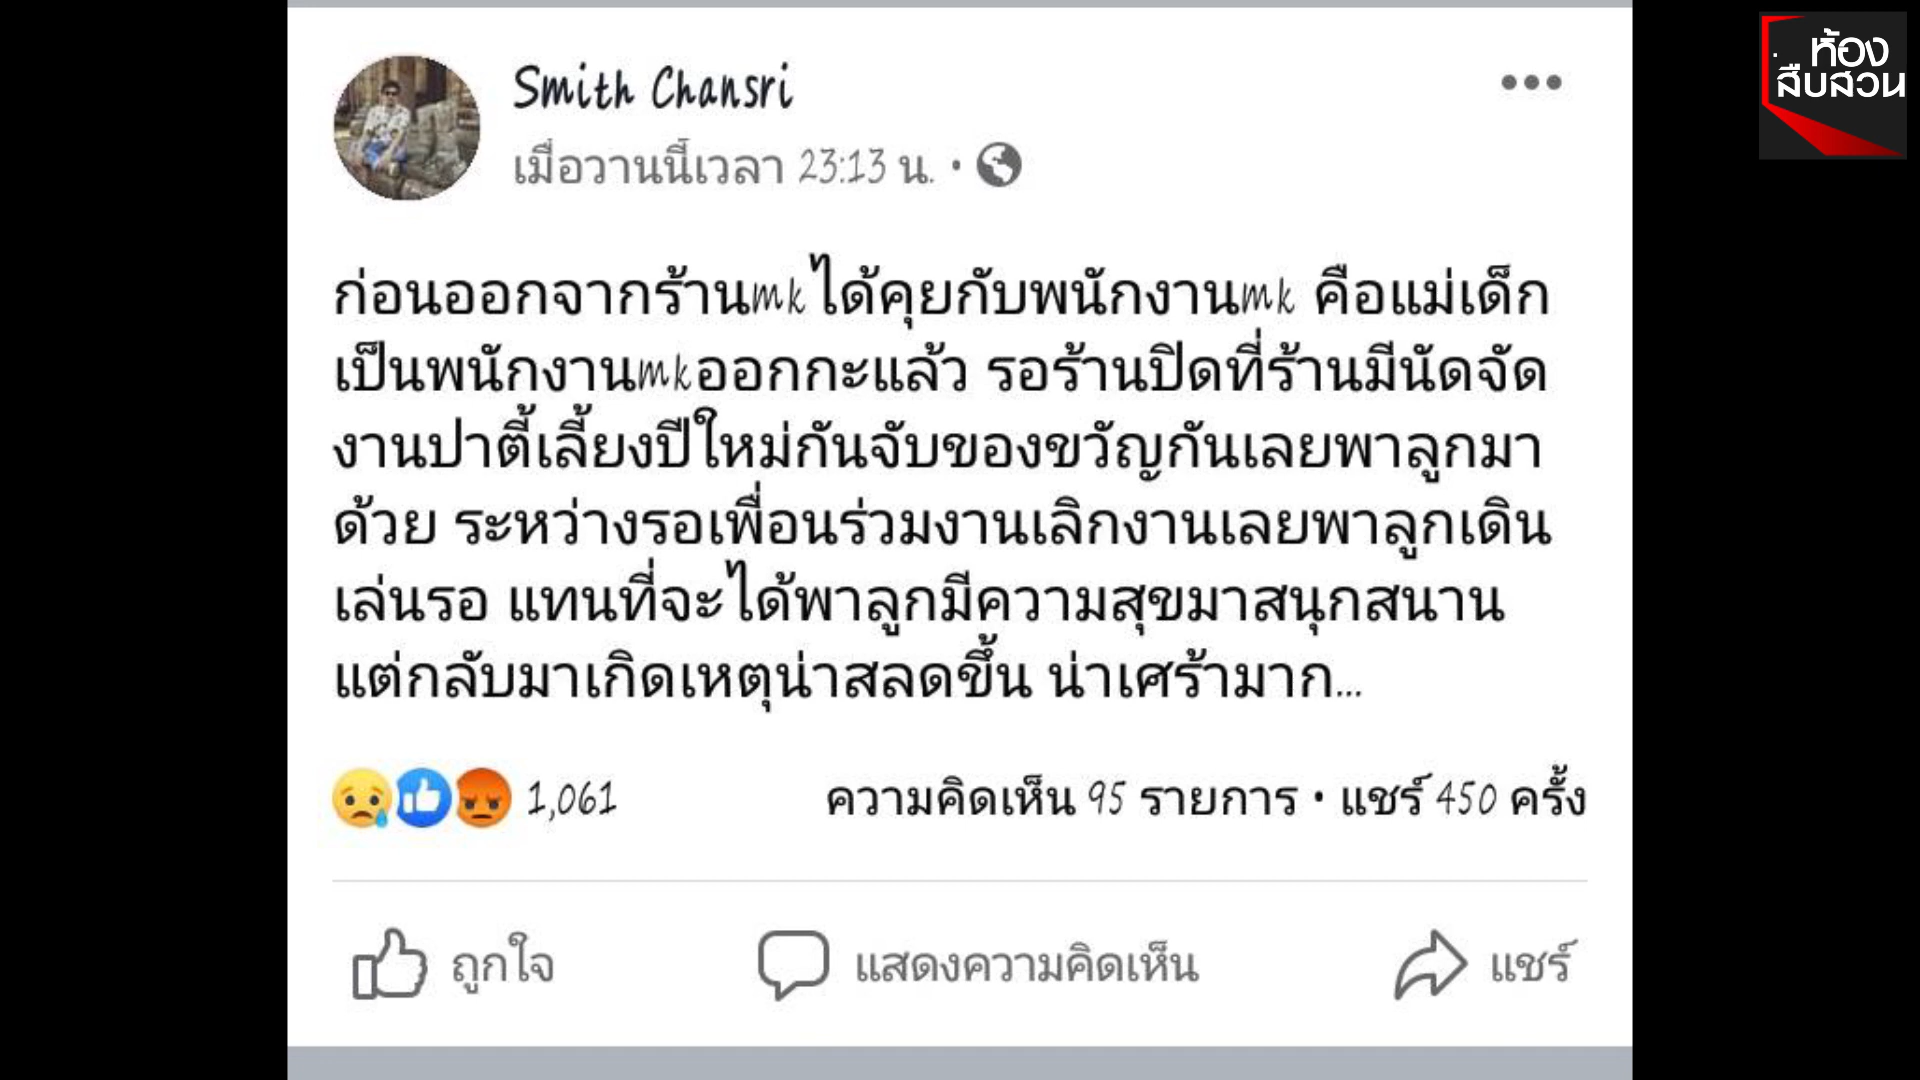 Smith Chansri
เมื่อวานนี้เวลา 23:13 น. •
ก่อนออกจากร้านmkได้คุยกับพนักงานmk คือแม่เด็ก
เป็นพนักงานmkออกกะแล้ว รอร้านปิดที่ร้านมีนัดจัด
งานปาตี้เลี้ยงปีใหม่กันจับของขวัญกันเลยพาลูกมา
ด้วย ระหว่างรอเพื่อนร่วมงานเลิกงานเลยพาลูกเดิน
เล่นรอ แทนที่จะได้พาลูกมีความสุขมาสนุกสนาน
แต่กลับมาเกิดเหตุน่าสลดขึ้น น่าเศร้ามาก...
1,061 ความคิดเห็น 95 รายการ • แชร์ 450 ครั้ง
ถูกใจ แสดงความคิดเห็น แชร์
ห้อง
สืบสวน